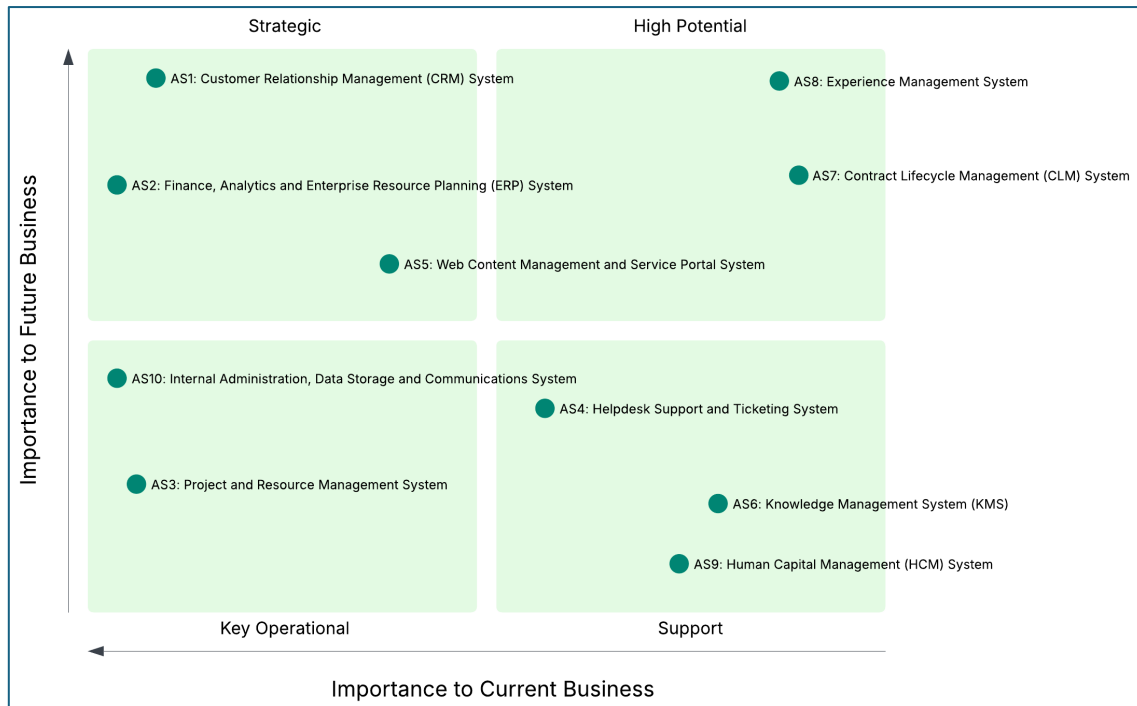 Strategic
High Potential
AS1: Customer Relationship Management (CRM) System
AS8: Experience Management System
AS7: Contract Lifecycle Management (CLM) System
AS2: Finance, Analytics and Enterprise Resource Planning (ERP) System
AS5: Web Content Management and Service Portal System
Importance to Future Business
AS10: Internal Administration, Data Storage and Communications System
AS4: Helpdesk Support and Ticketing System
AS3: Project and Resource Management System
AS6: Knowledge Management System (KMS)
AS9: Human Capital Management (HCM) System
Key Operational
Support
Importance to Current Business